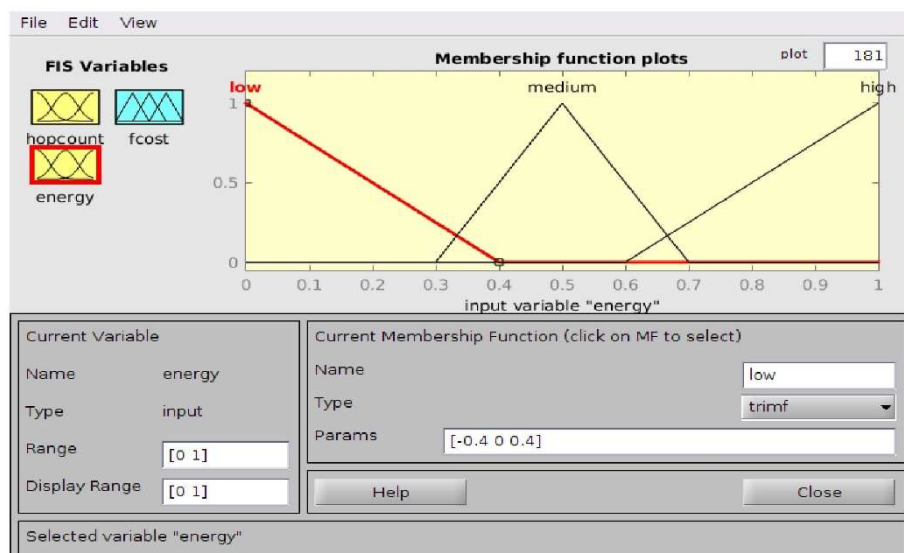 File Edit View
FIS Variables
hopcount fcost
energy
Membership function plots
plot 181
low medium high
1
0.5
0
0 0.1 0.2 0.3 0.4 0.5 0.6 0.7 0.8 0.9 1
input variable "energy"
Current Variable
Name energy
Type input
Range [0 1]
Display Range [0 1]
Current Membership Function (click on MF to select)
Name low
Type trimf
Params [-0.4 0 0.4]
Help Close
Selected variable "energy"